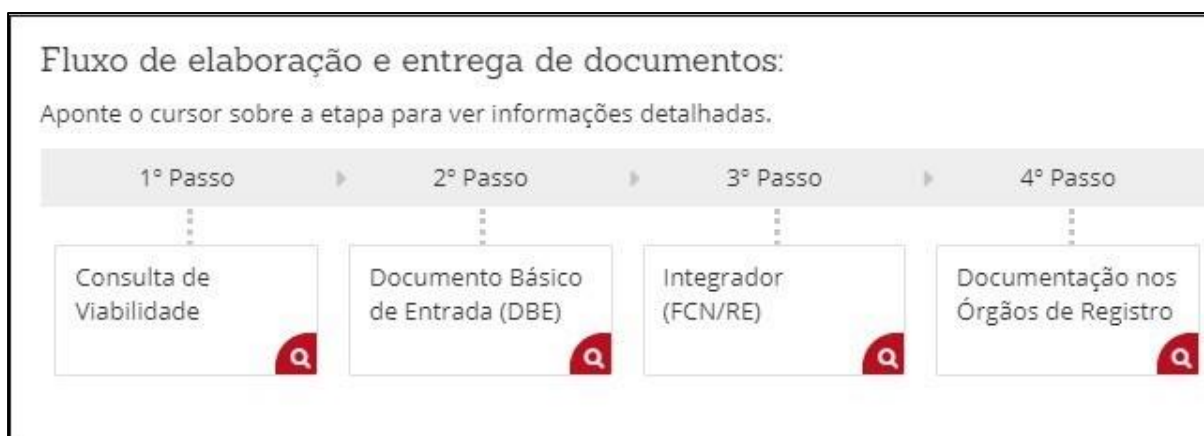 Fluxo de elaboração e entrega de documentos:
Aponte o cursor sobre a etapa para ver informações detalhadas.
1º Passo
2º Passo
3º Passo
4º Passo
Consulta de
Viabilidade
Documento Básico
de Entrada (DBE)
Integrador
(FCN/RE)
Documentação nos
Órgãos de Registro